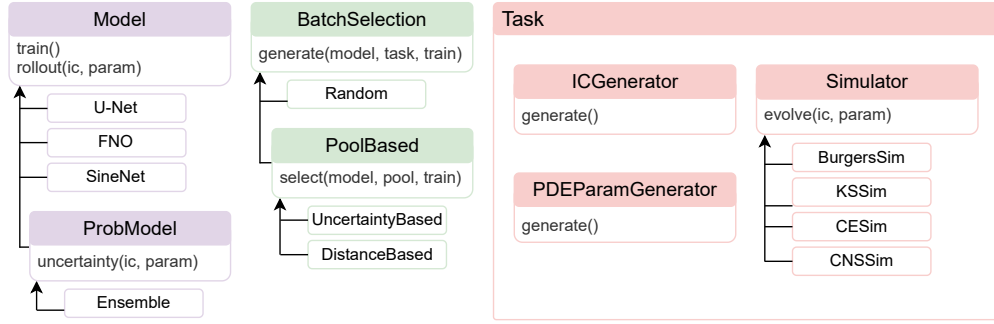 Model
train()
rollout(ic, param)
U-Net
FNO
SineNet
ProbModel
uncertainty(ic, param)
Ensemble
BatchSelection
generate(model, task, train)
Random
PoolBased
select(model, pool, train)
UncertaintyBased
DistanceBased
Task
ICGenerator
generate()
PDEParamGenerator
generate()
Simulator
evolve(ic, param)
BurgersSim
KSSim
CESim
CNSSim